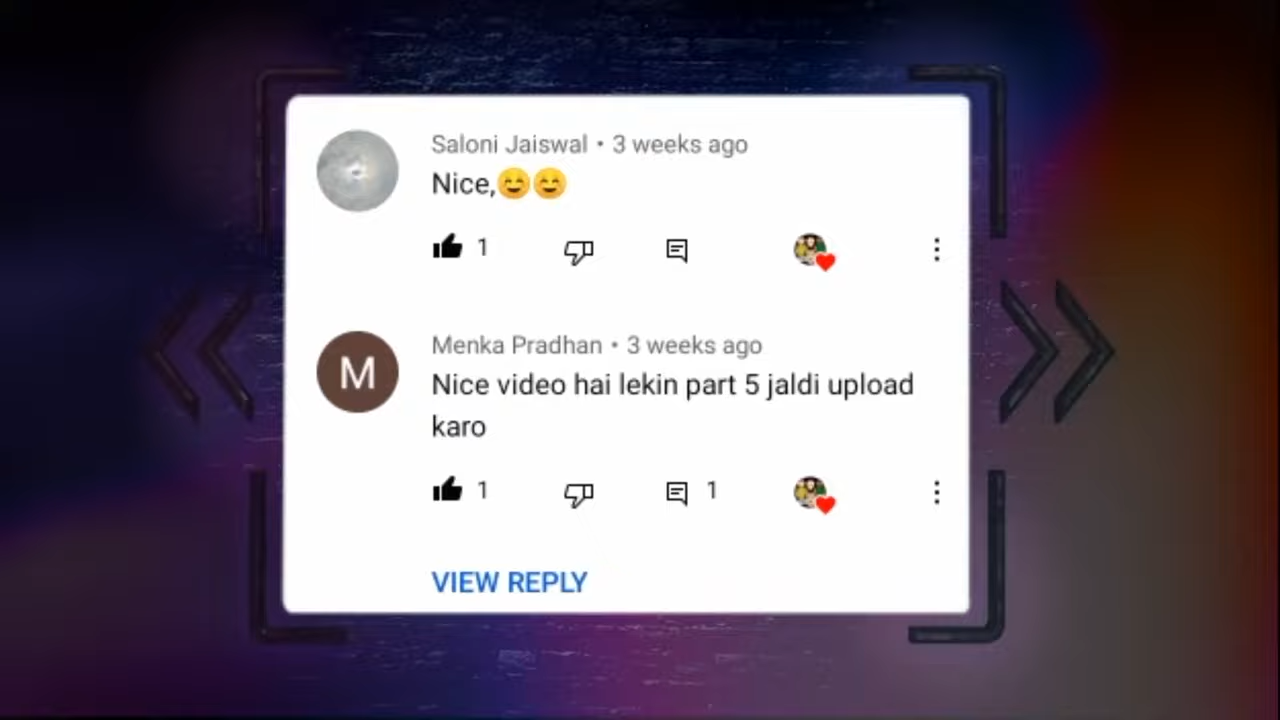 Saloni Jaiswal • 3 weeks ago
Nice,😊😊
1
Menka Pradhan • 3 weeks ago
M
Nice video hai lekin part 5 jaldi upload
karo
1 1
VIEW REPLY